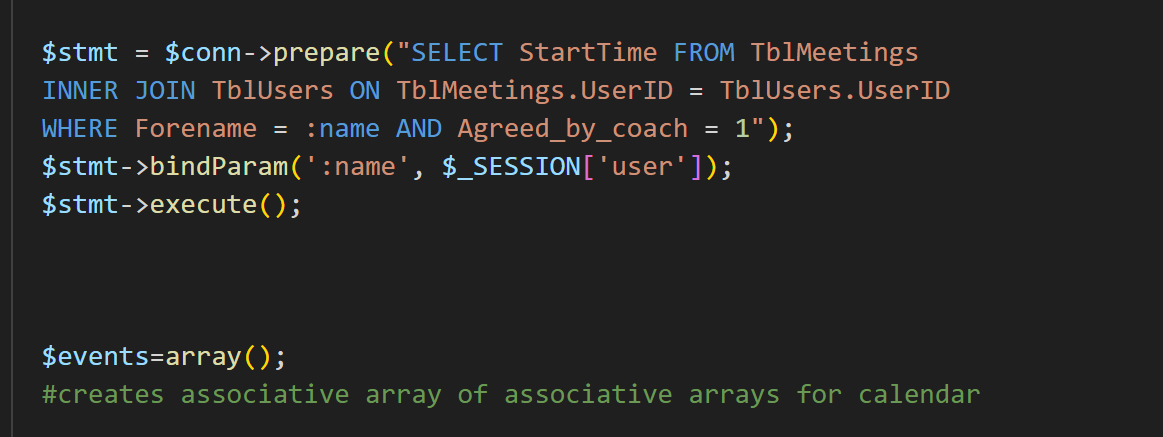 $stmt = $conn->prepare("SELECT StartTime FROM TblMeetings
INNER JOIN TblUsers ON TblMeetings.UserID = TblUsers.UserID
WHERE Forename = :name AND Agreed_by_coach = 1");
$stmt->bindParam(':name', $_SESSION['user']);
$stmt->execute();
$events=array();
#creates associative array of associative arrays for calendar